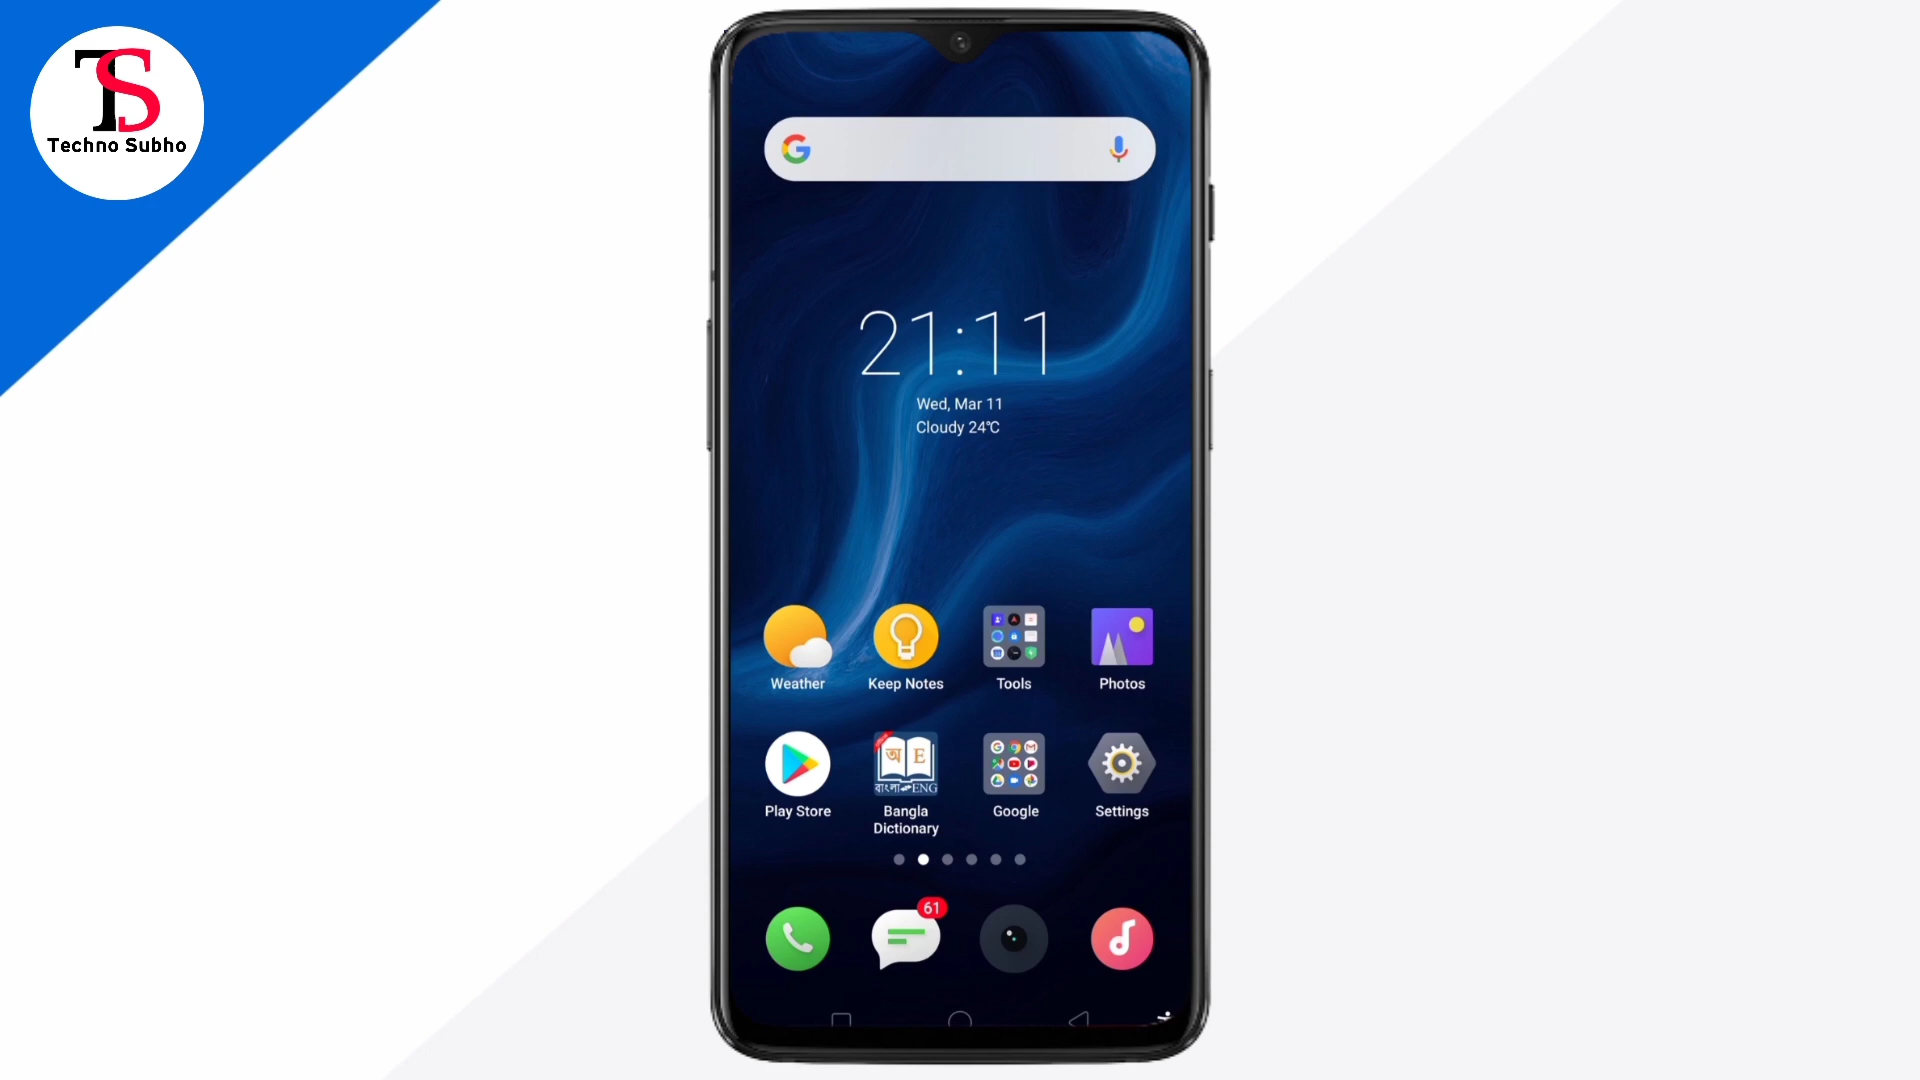 TS
Techno Subho
21:11
Wed, Mar 11
Cloudy 24℃
Weather
Keep Notes
Tools
Photos
অ E
বাংলা⇌ENG
Play Store
Bangla
Dictionary
Google
Settings
61